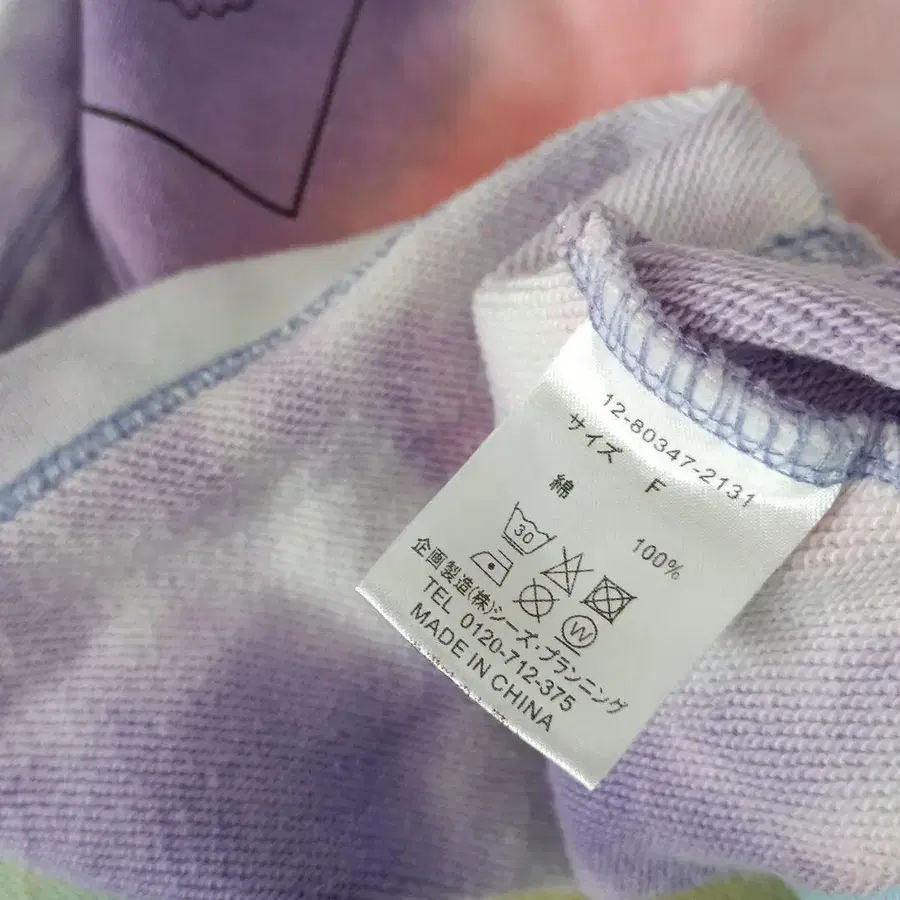 12-80347-2131
サイズ F
綿 100%
30
W
企画製造(株)シーズ・プランニング
TEL 0120-712-375
MADE IN CHINA